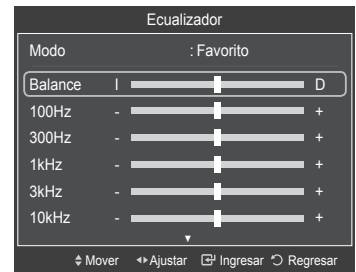 Ecualizador
Modo : Favorito
Balance I D
100Hz - +
300Hz - +
1kHz - +
3kHz - +
10kHz - +
Mover Ajustar Ingresar Regresar